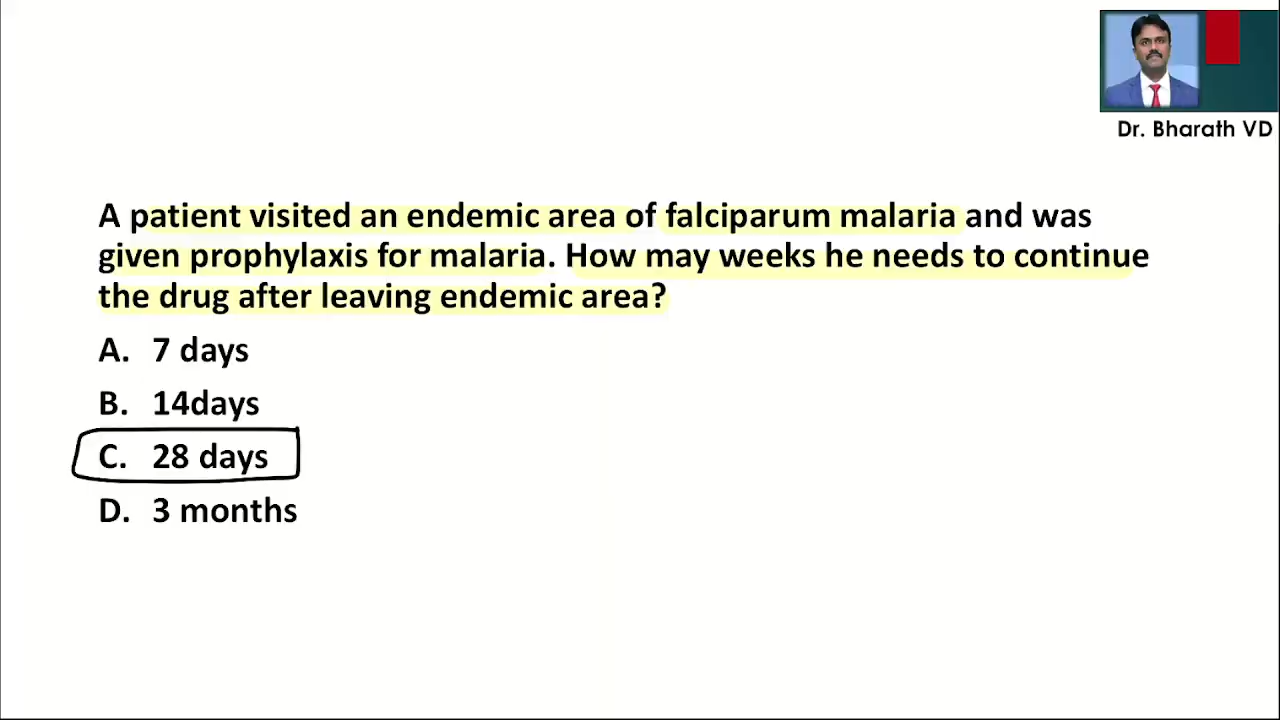 Dr. Bharath VD
A patient visited an endemic area of falciparum malaria and was
given prophylaxis for malaria. How may weeks he needs to continue
the drug after leaving endemic area?
A. 7 days
B. 14days
C. 28 days
D. 3 months